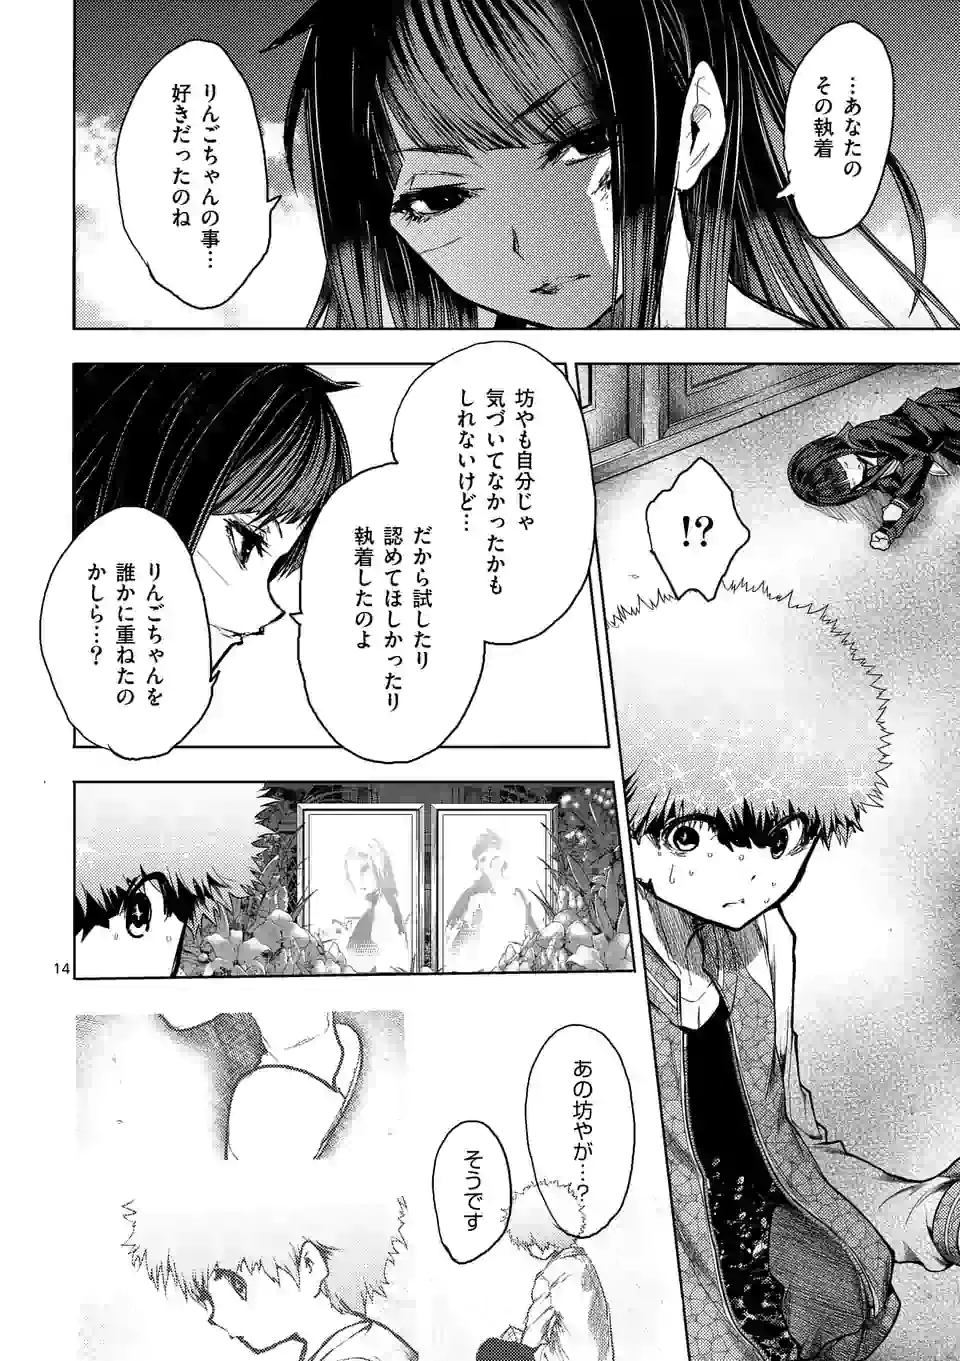 …あなたの
その執着
りんごちゃんの事…
好きだったのね
!?
坊やも自分じゃ
気づいてなかったかも
しれないけど…
だから試したり
認めてほしかったり
執着したのよ
りんごちゃんを
誰かに重ねたの
かしら…?
14
あの坊やが…?
そうです